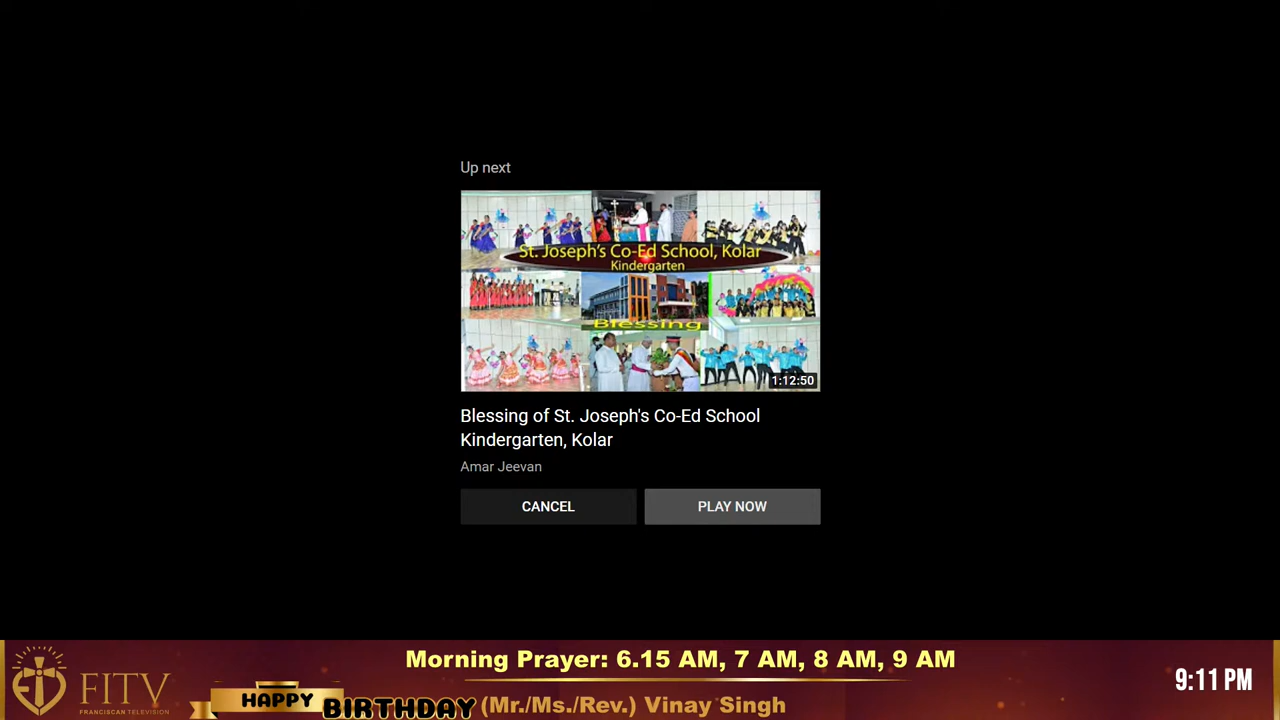 Up next
St. Joseph's Co-Ed School, Kolar
Kindergarten
Blessing
1:12:50
Blessing of St. Joseph's Co-Ed School
Kindergarten, Kolar
Amar Jeevan
CANCEL
PLAY NOW
Morning Prayer: 6.15 AM, 7 AM, 8 AM, 9 AM
9:11 PM
FITV
FRANCISCAN TELEVISION
HAPPY BIRTHDAY (Mr./Ms./Rev.) Vinay Singh